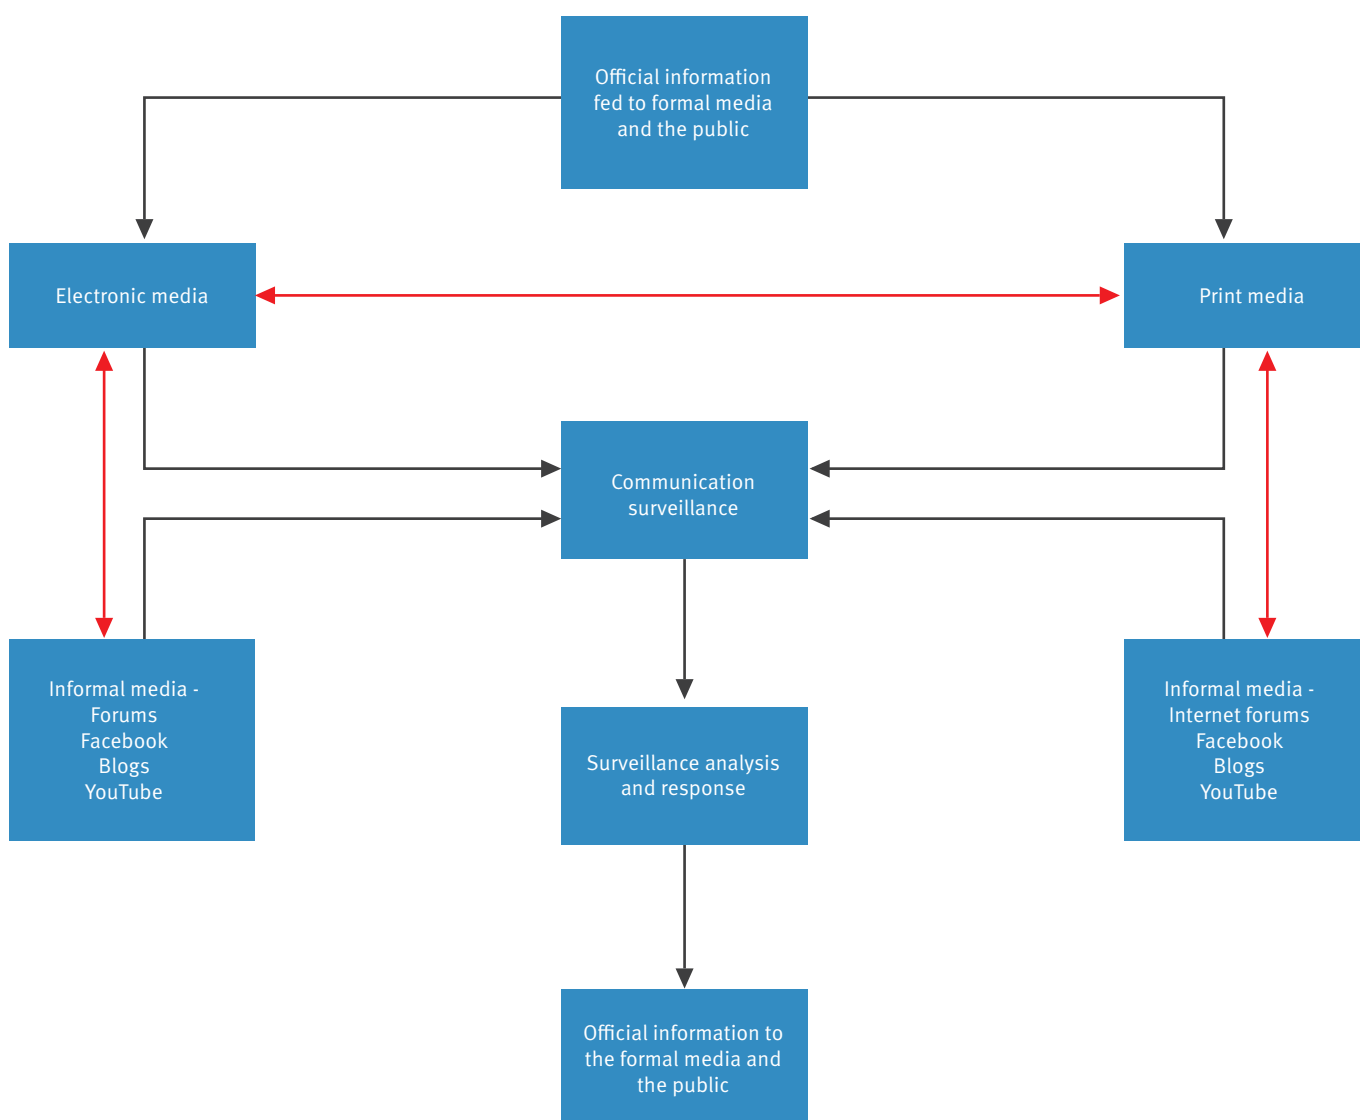 Official information
fed to formal media
and the public
Electronic media
Print media
Communication
surveillance
Informal media -
Forums
Facebook
Blogs
YouTube
Surveillance analysis
and response
Informal media -
Internet forums
Facebook
Blogs
YouTube
Official information to
the formal media and
the public